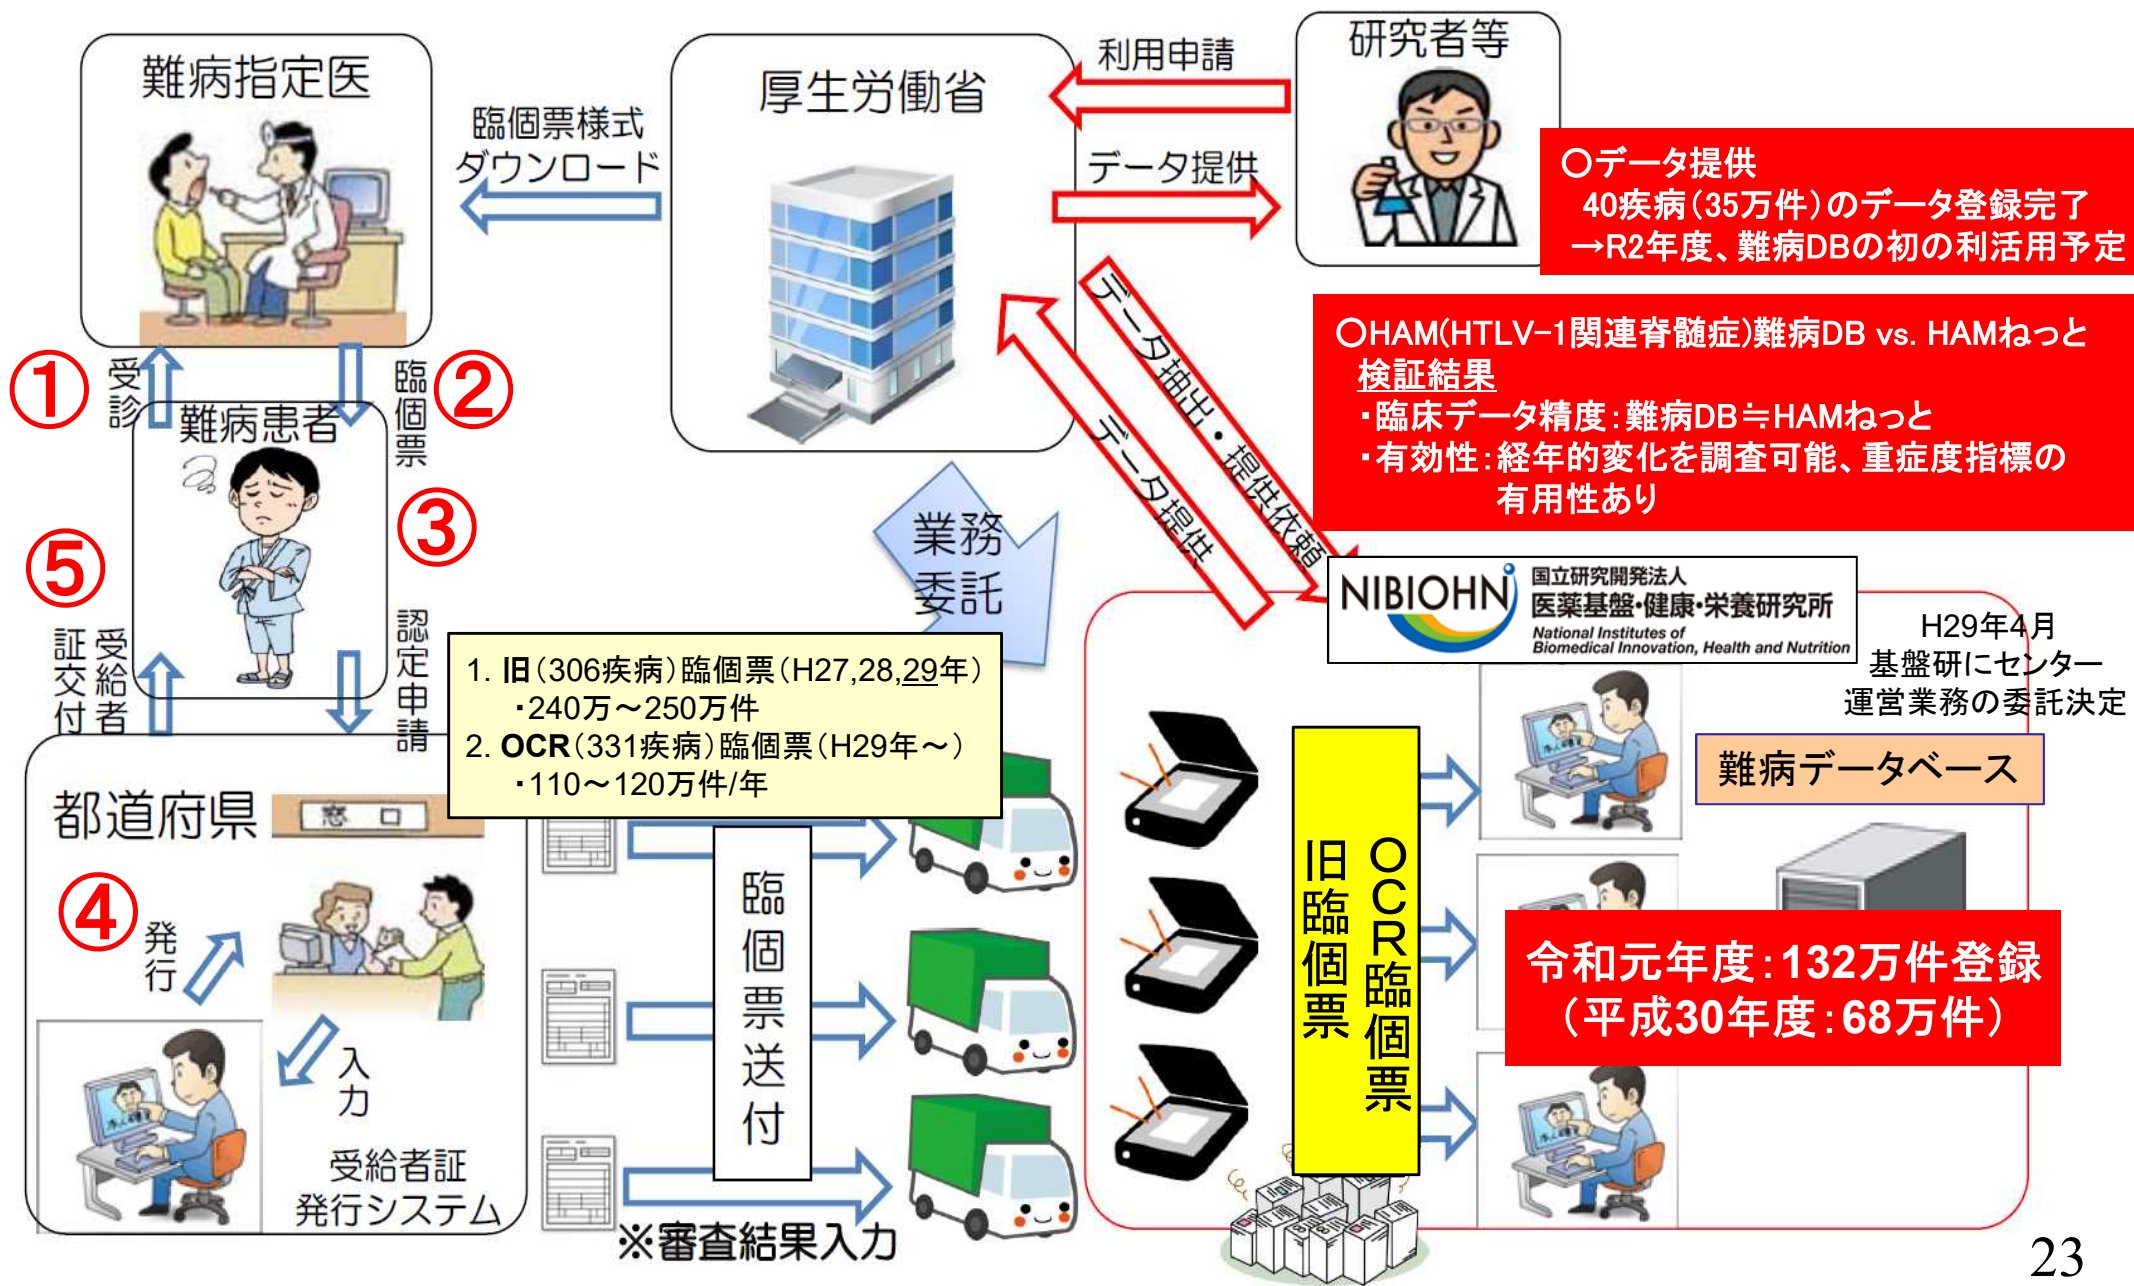 難病指定医
臨個票様式
ダウンロード
厚生労働省
利用申請
データ提供
研究者等
〇データ提供
40疾病(35万件)のデータ登録完了
→R2年度、難病DBの初の利活用予定
〇HAM(HTLV-1関連脊髄症)難病DB vs. HAMねっと
検証結果
・臨床データ精度:難病DB≒HAMねっと
・有効性:経年的変化を調査可能、重症度指標の
有用性あり
データ抽出・提供依頼
データ提供
①
受診
②
臨個票
難病患者
③
認定申請
⑤
受給者
証交付
業務
委託
NIBIOHN
国立研究開発法人
医薬基盤・健康・栄養研究所
National Institutes of
Biomedical Innovation, Health and Nutrition
H29年4月
基盤研にセンター
運営業務の委託決定
1. 旧(306疾病)臨個票(H27,28,29年)
・240万~250万件
2. OCR(331疾病)臨個票(H29年~)
・110~120万件/年
難病データベース
都道府県
窓口
④
発行
入力
受給者証
発行システム
臨個票送付
※審査結果入力
OCR臨個票
旧臨個票
令和元年度:132万件登録
(平成30年度:68万件)
23